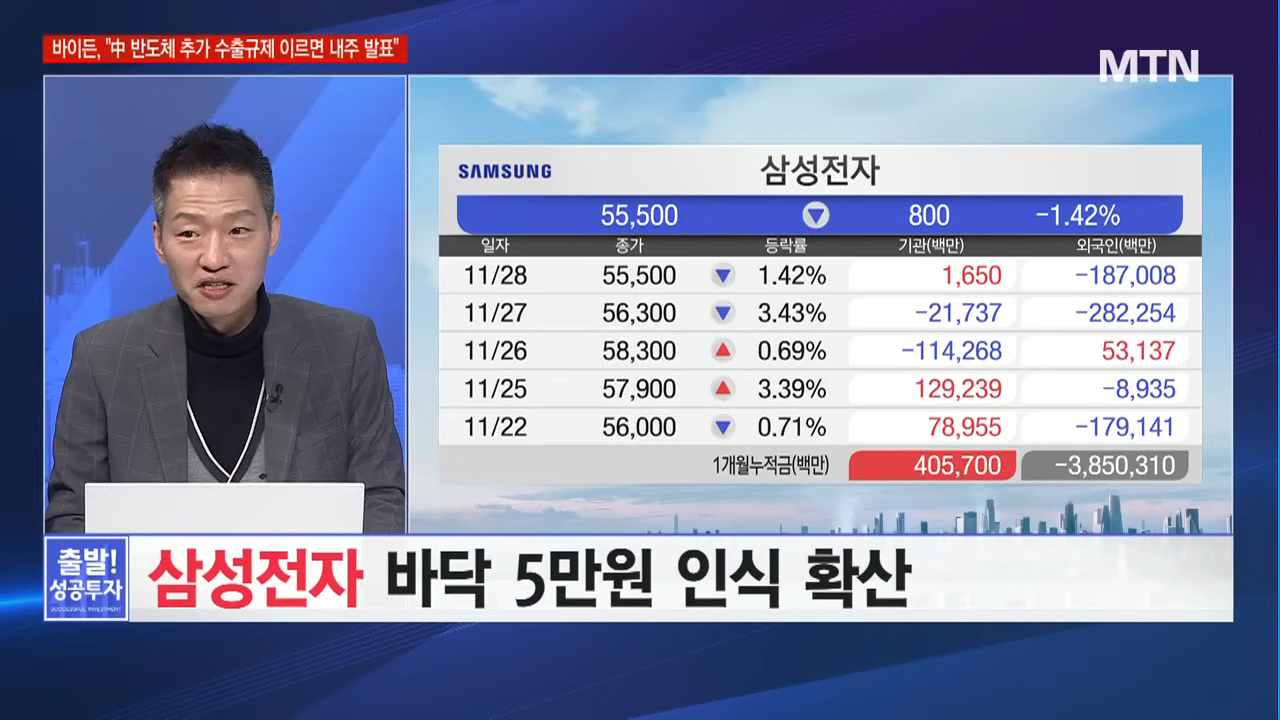 바이든, "中 반도체 추가 수출규제 이르면 내주 발표"
MTN
SAMSUNG 삼성전자
55,500 ▼ 800 -1.42%
일자 종가 등락률 기관(백만) 외국인(백만)
11/28 55,500 ▼ 1.42% 1,650 -187,008
11/27 56,300 ▼ 3.43% -21,737 -282,254
11/26 58,300 ▲ 0.69% -114,268 53,137
11/25 57,900 ▲ 3.39% 129,239 -8,935
11/22 56,000 ▼ 0.71% 78,955 -179,141
1개월누적금(백만) 405,700 -3,850,310
출발!
성공투자
SUCCESSFUL INVESTMENT
삼성전자 바닥 5만원 인식 확산